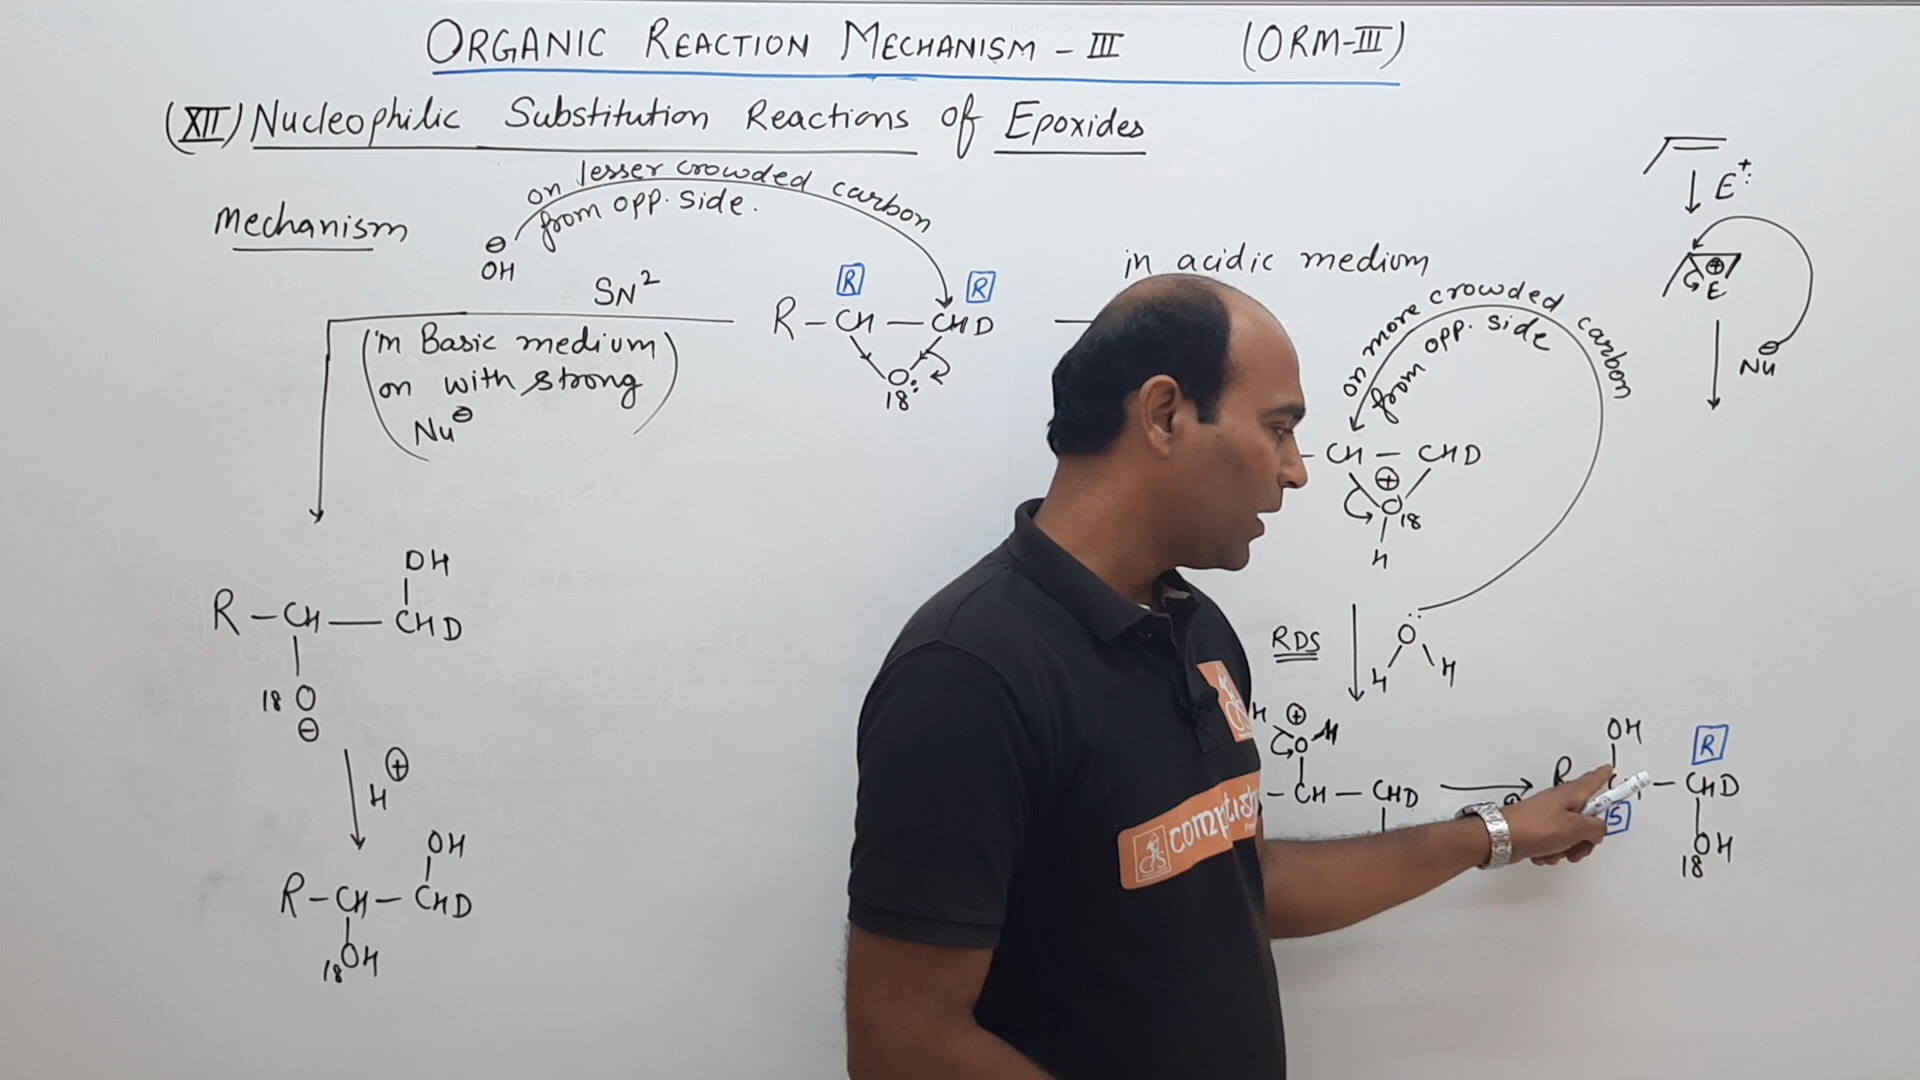 ORGANIC REACTION MECHANISM - III (ORM-III)
(XII) Nucleophilic Substitution Reactions of Epoxides
Mechanism
on lesser crowded carbon
from opp. side.
⊖
OH
SN²
(in Basic medium
on with strong
Nu⊖)
R R
R - CH - CHD
O:
18
OH
R - CH - CHD
18 O
⊖
H⊕
OH
R - CH - CHD
18OH
in acidic medium
on more crowded carbon
from opp. side
- CH - CHD
⊕
O18
H
RDS
O
H H
H ⊕
O-H
- CH - CHD
OH R
R - CHD
S
OH
18
E⁺
⊕
E
⊖
Nu
compris